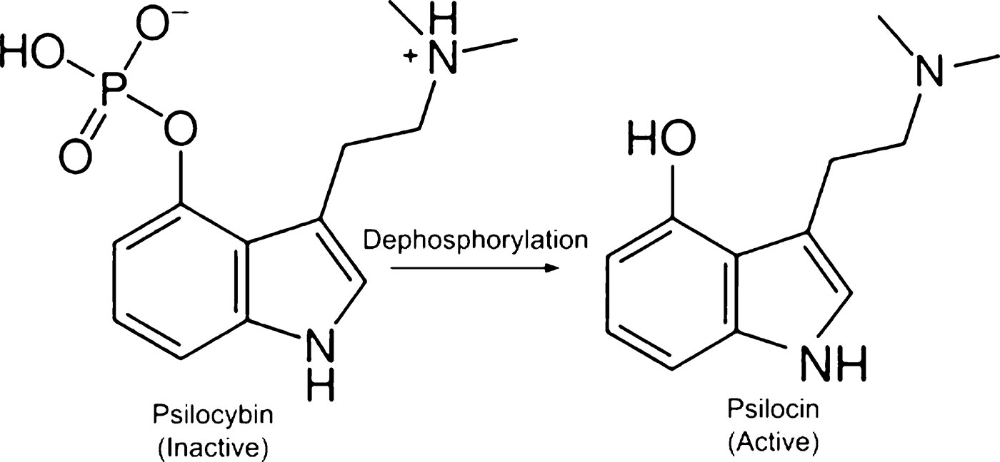 O−
HO
P
O
O
H
+ N
N
H
Dephosphorylation
HO
N
NH
Psilocybin
(Inactive)
Psilocin
(Active)